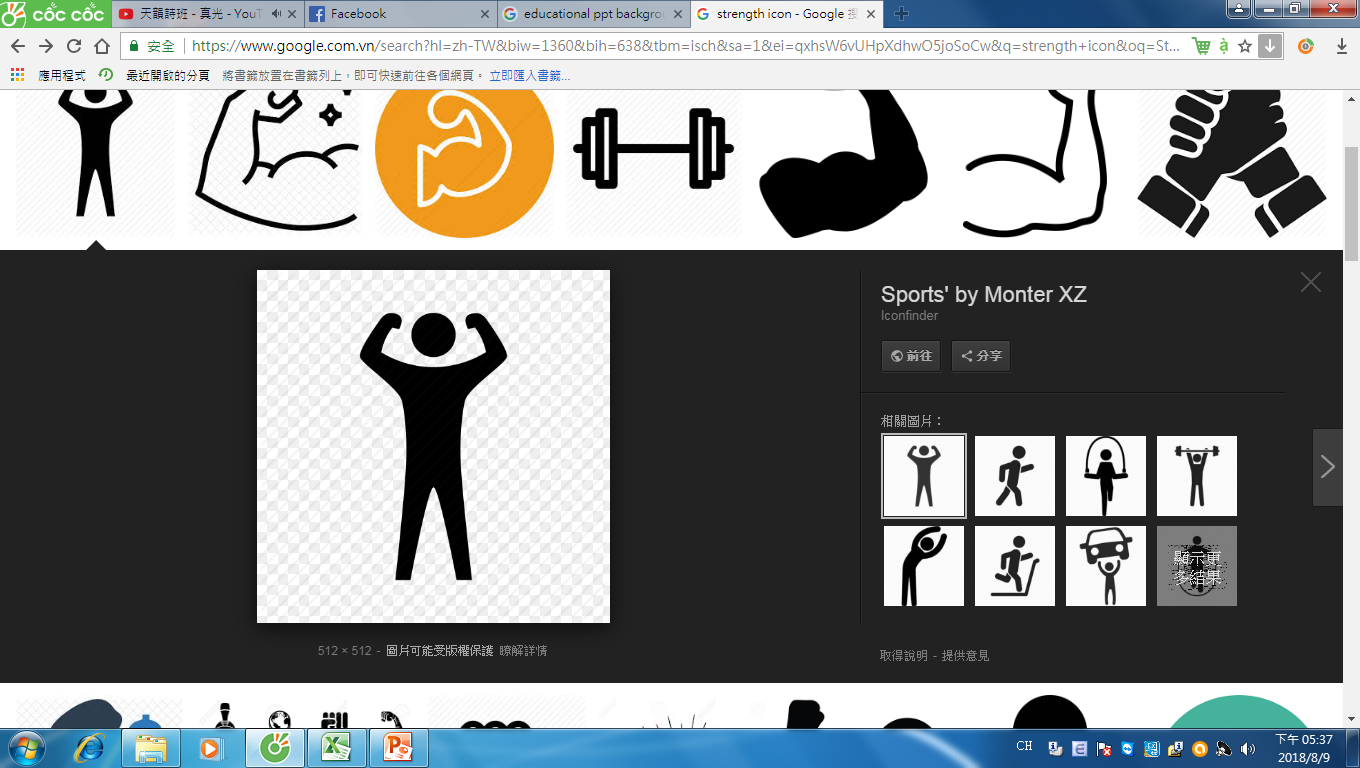 cốc cốc
天韻詩班 - 真光 - YouT
Facebook
educational ppt backgrou
strength icon - Google 搜
安全
https://www.google.com.vn/search?hl=zh-TW&biw=1360&bih=638&tbm=isch&sa=1&ei=qxhsW6vUHpXdhwO5joSoCw&q=strength+icon&oq=St...
應用程式
最近開啟的分頁
將書籤放置在書籤列上，即可快速前往各個網頁。 立即匯入書籤...
Sports' by Monter XZ
Iconfinder
前往
分享
相關圖片：
顯示更
多結果
512 × 512 - 圖片可能受版權保護 瞭解詳情
取得說明 - 提供意見
CH
下午 05:37
2018/8/9